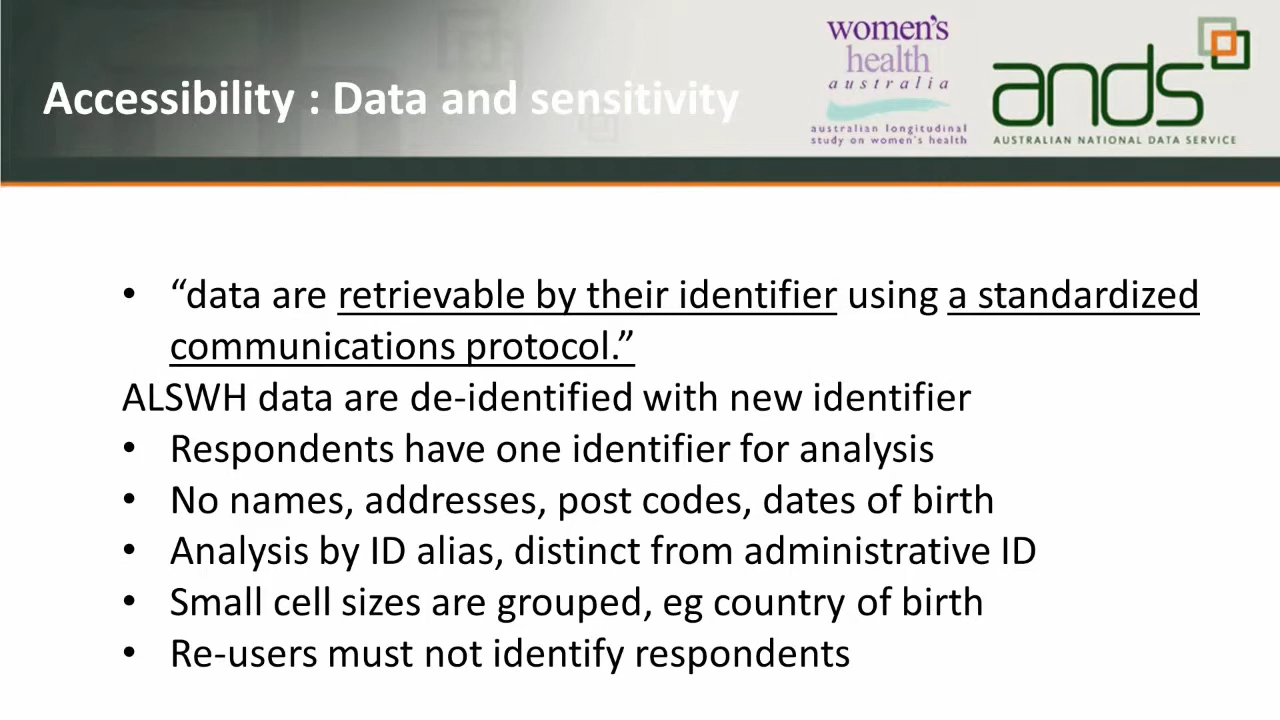 Accessibility : Data and sensitivity
women's
health
australia
australian longitudinal
study on women's health
ands
AUSTRALIAN NATIONAL DATA SERVICE
• “data are retrievable by their identifier using a standardized
communications protocol.”
ALSWH data are de-identified with new identifier
• Respondents have one identifier for analysis
• No names, addresses, post codes, dates of birth
• Analysis by ID alias, distinct from administrative ID
• Small cell sizes are grouped, eg country of birth
• Re-users must not identify respondents